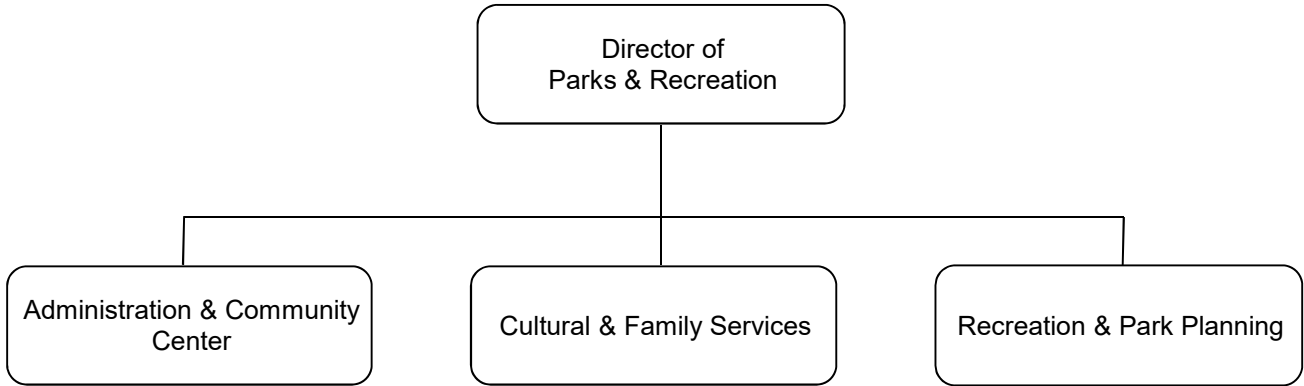 Director of
Parks & Recreation
Administration & Community
Center
Cultural & Family Services
Recreation & Park Planning